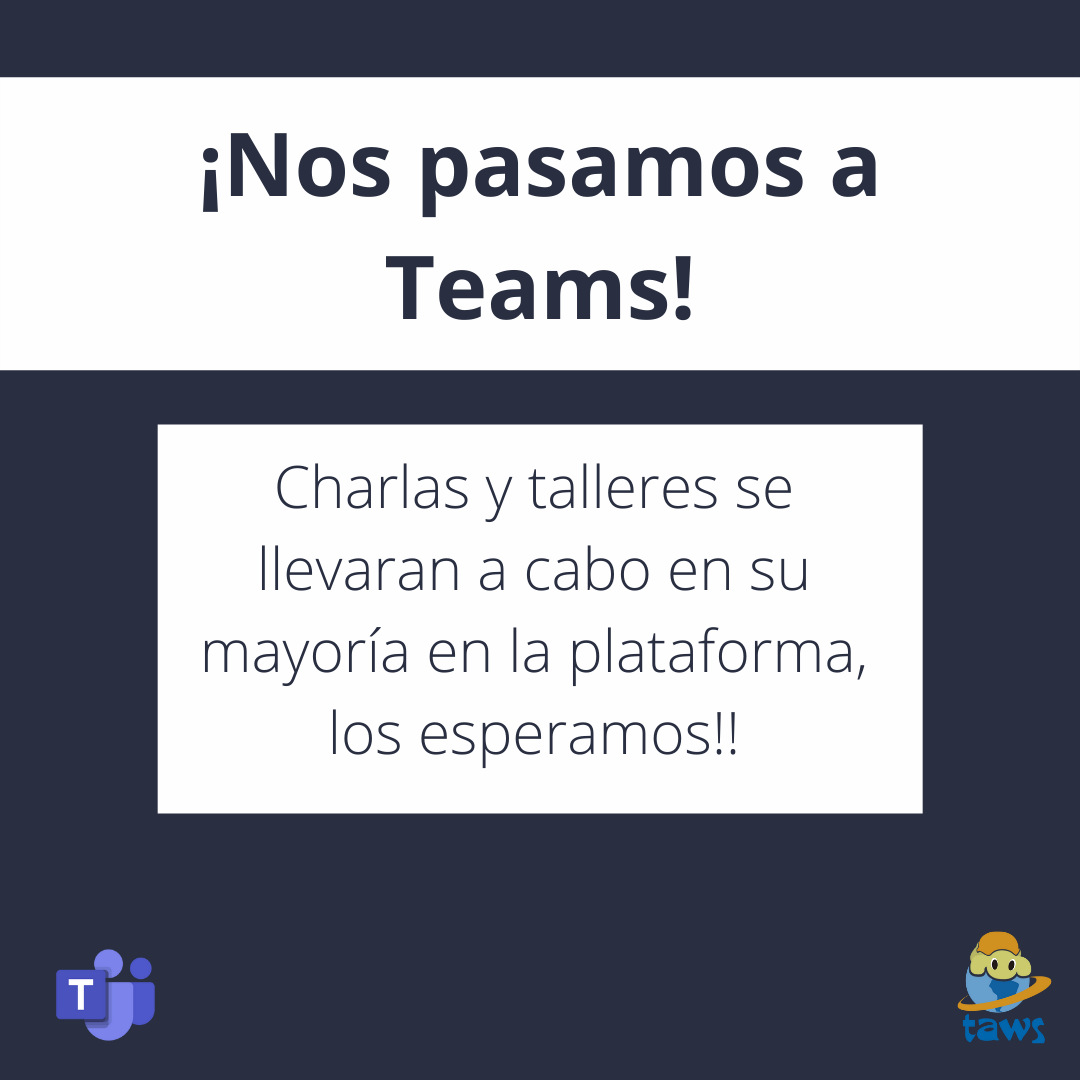 ¡Nos pasamos a
Teams!
Charlas y talleres se
llevaran a cabo en su
mayoría en la plataforma,
los esperamos!!
T
taws